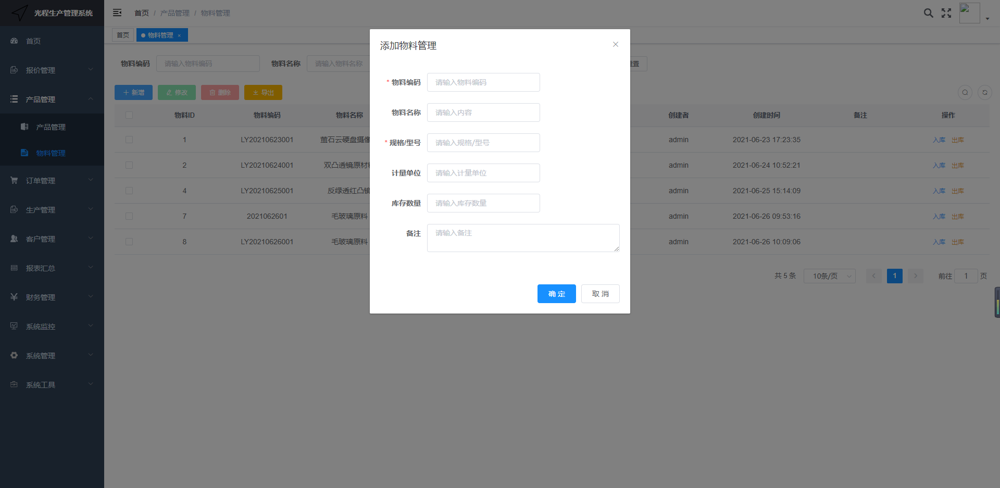 光程生产管理系统
首页 / 产品管理 / 物料管理
首页
物料管理 ×
首页
报价管理
产品管理
产品管理
物料管理
订单管理
生产管理
客户管理
报表汇总
财务管理
系统监控
系统管理
系统工具
物料编码 请输入物料编码 物料名称 请输入物料名称 重置
新增 修改 删除 导出
物料ID 物料编码 物料名称 创建者 创建时间 备注 操作
1 LY20210623001 萤石云硬盘摄像 admin 2021-06-23 17:23:35 入库 出库
2 LY20210624001 双凸透镜原材 admin 2021-06-24 10:52:21 入库 出库
4 LY20210625001 反绿透红凸镜 admin 2021-06-25 15:14:09 入库 出库
7 2021062601 毛玻璃原料 admin 2021-06-26 09:53:16 入库 出库
8 LY20210626001 毛玻璃原料 admin 2021-06-26 10:09:06 入库 出库
共 5 条 10条/页 1 前往 1 页
添加物料管理
* 物料编码 请输入物料编码
物料名称 请输入内容
* 规格/型号 请输入规格/型号
计量单位 请输入计量单位
库存数量 请输入库存数量
备注 请输入备注
确 定 取 消